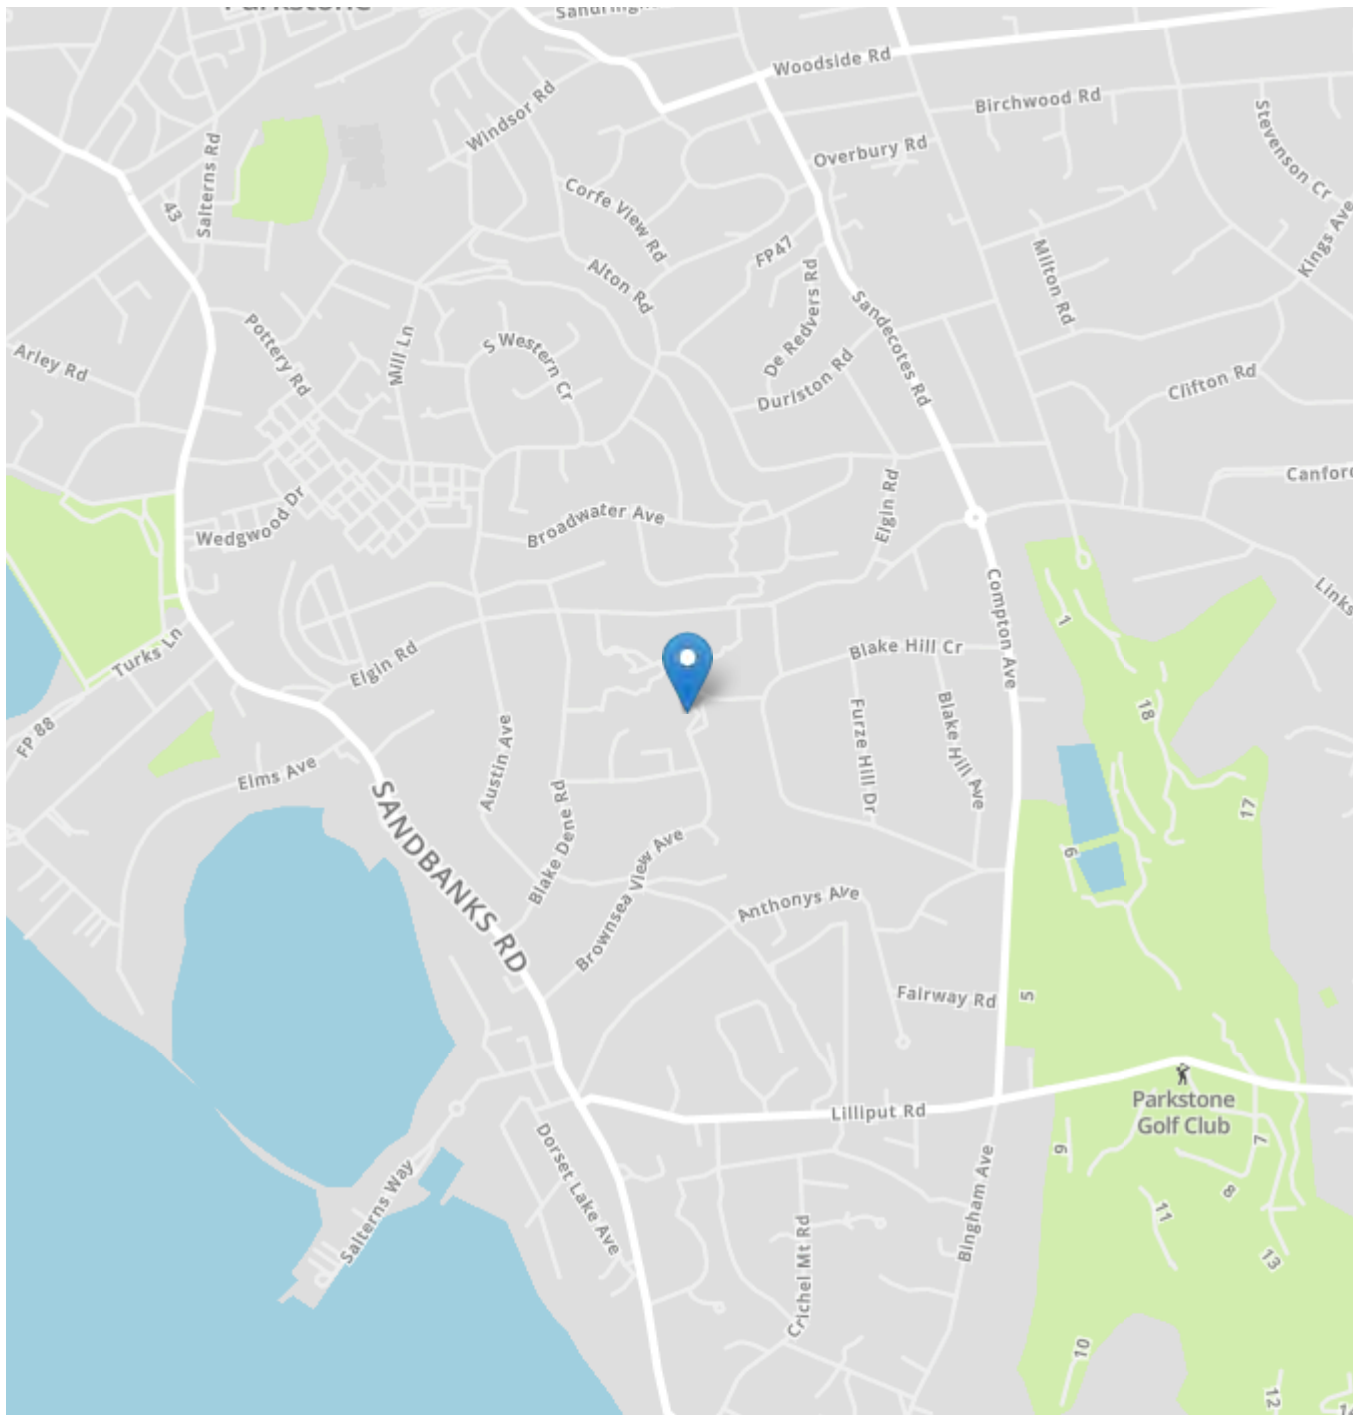 Parkstone
Woodside Rd
Birchwood Rd
Windsor Rd
Stevenson Cr
Salterns Rd
Overbury Rd
43
Corfe View Rd
Kings Ave
FP47
Milton Rd
Alton Rd
De Redvers Rd
Sandecotes Rd
Pottery Rd
Mill Ln
S Western Cr
Arley Rd
Durlston Rd
Clifton Rd
Elgin Rd
Wedgwood Dr
Broadwater Ave
Compton Ave
1
Turks Ln
Elgin Rd
Blake Hill Cr
18
FP 88
Elms Ave
Austin Ave
Furze Hill Dr
Blake Hill Ave
17
SANDBANKS RD
Blake Dene Rd
Brownsea View Ave
6
Anthonys Ave
Fairway Rd
5
Lilliput Rd
Parkstone
Golf Club
Dorset Lake Ave
9
7
Salterns Way
Bingham Ave
8
11
Crichel Mt Rd
13
10
12